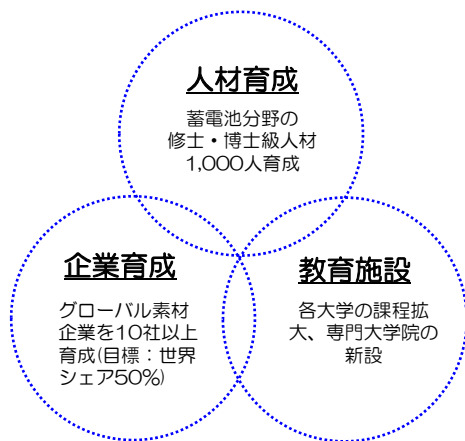 人材育成
蓄電池分野の
修士・博士級人材
1,000人育成
企業育成
グローバル素材
企業を10社以上
育成(目標：世界
シェア50%)
教育施設
各大学の課程拡
大、専門大学院の
新設